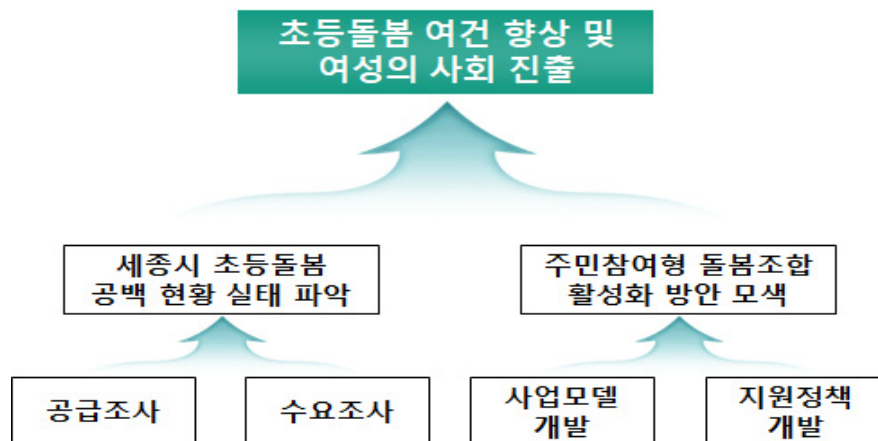 초등돌봄 여건 향상 및
여성의 사회 진출
세종시 초등돌봄
공백 현황 실태 파악
주민참여형 돌봄조합
활성화 방안 모색
공급조사
수요조사
사업모델
개발
지원정책
개발